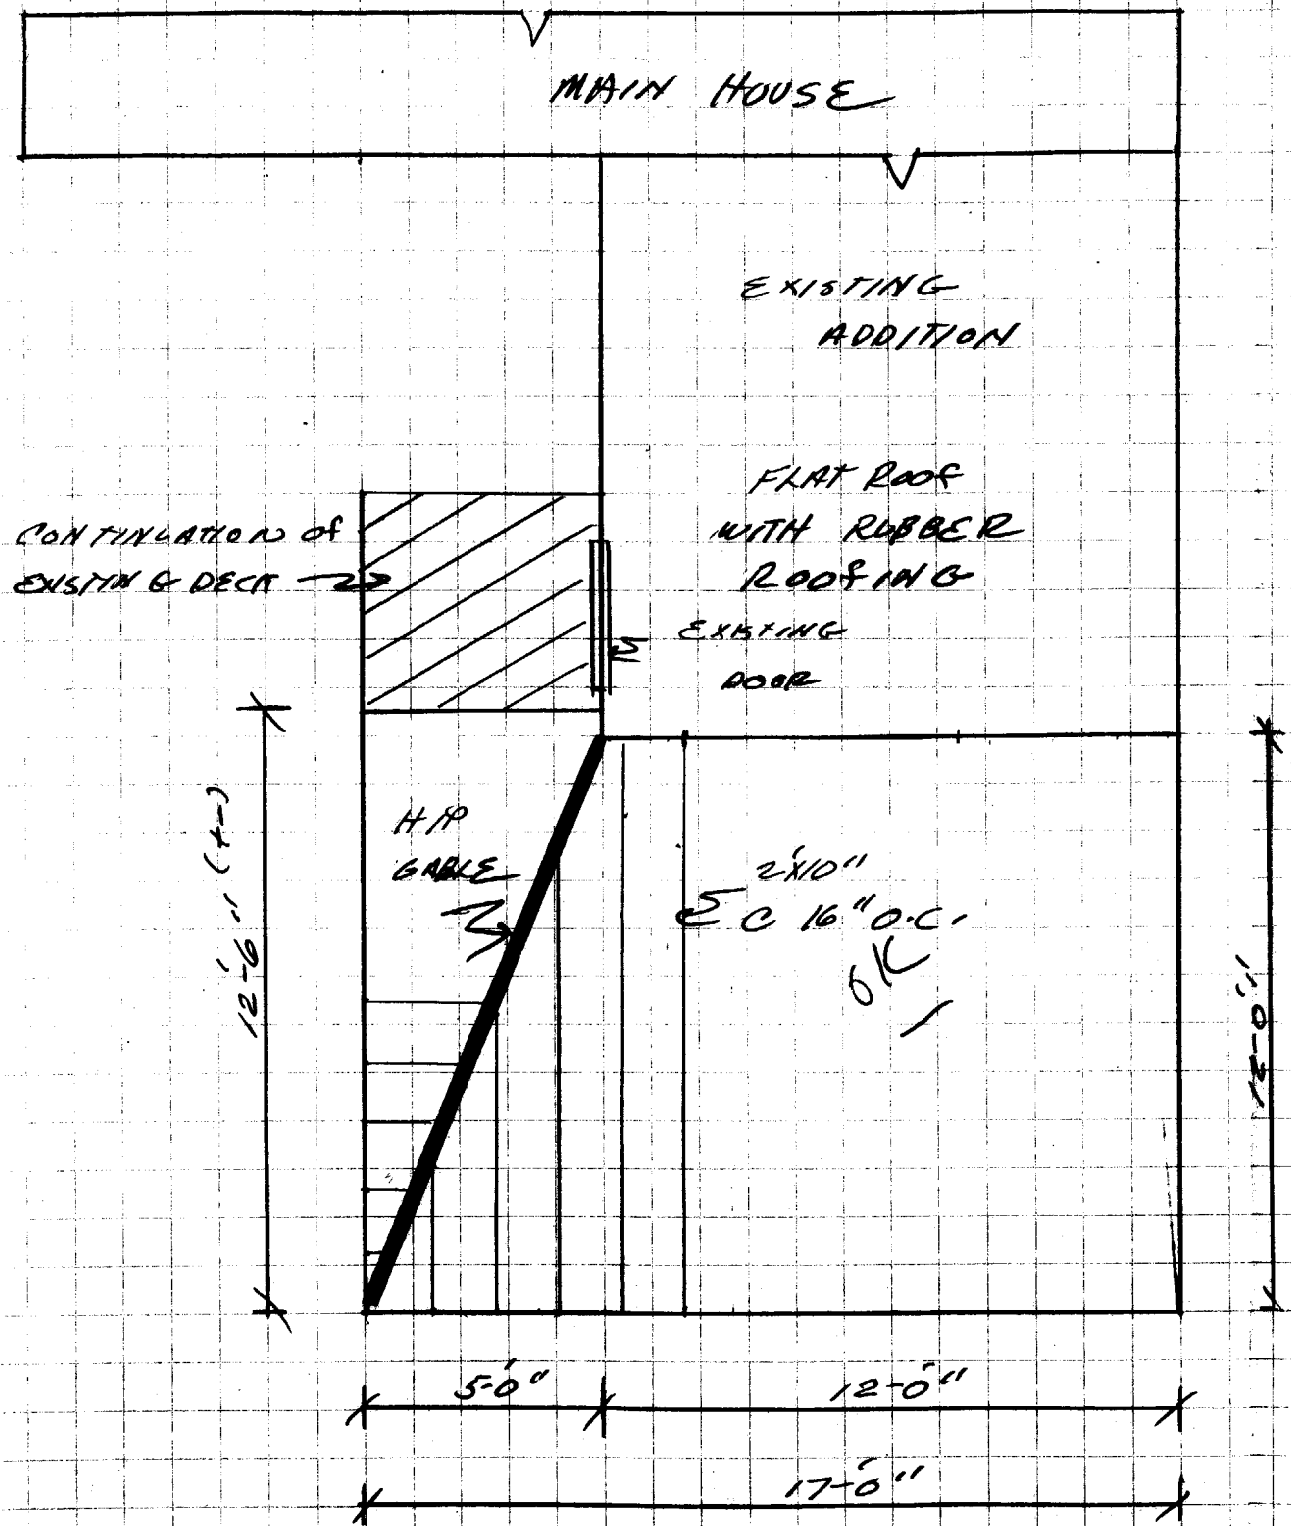 MAIN HOUSE
EXISTING
ADDITION
FLAT ROOF
WITH RUBBER
ROOFING
CONTINUATION OF
EXISTING DECK
EXISTING
DOOR
12'-6" (+-)
HIP
GABLE
2"X10"
C 16" O.C.
OK
12'-0"
5'-0"
12'-0"
17'-0"